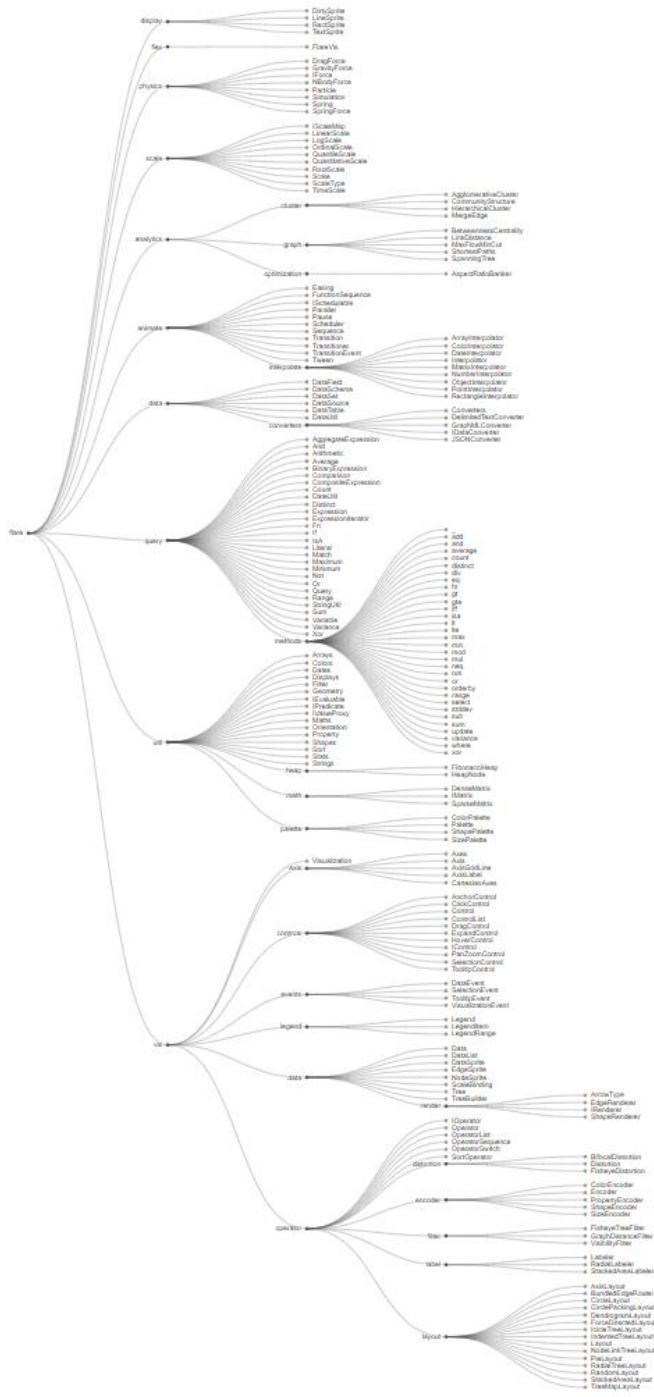 DirtySprite
LineSprite
RectSprite
TextSprite
display
FlareVis
flex
DragForce
GravityForce
IForce
NBodyForce
Particle
Simulation
Spring
SpringForce
physics
IScaleMap
LinearScale
LogScale
OrdinalScale
QuantileScale
QuantitativeScale
RootScale
Scale
ScaleType
TimeScale
scale
AgglomerativeCluster
CommunityStructure
HierarchicalCluster
MergeEdge
cluster
BetweennessCentrality
LinkDistance
MaxFlowMinCut
ShortestPaths
SpanningTree
graph
analytics
optimization
AspectRatioBanker
Easing
FunctionSequence
ISchedulable
Parallel
Pause
Scheduler
Sequence
Transition
Transitioner
TransitionEvent
Tween
animate
interpolate
ArrayInterpolator
ColorInterpolator
DateInterpolator
Interpolator
MatrixInterpolator
NumberInterpolator
ObjectInterpolator
PointInterpolator
RectangleInterpolator
DataField
DataSchema
DataSet
DataSource
DataTable
DataUtil
data
converters
Converters
DelimitedTextConverter
GraphMLConverter
IDataConverter
JSONConverter
AggregateExpression
And
Arithmetic
Average
BinaryExpression
Comparison
CompositeExpression
Count
DateUtil
Distinct
Expression
ExpressionIterator
Fn
If
IsA
Literal
Match
Maximum
Minimum
Not
Or
Query
Range
StringUtil
Sum
Variable
Variance
Xor
flare
query
methods
_
add
and
average
count
distinct
div
eq
fn
gt
gte
iff
isa
lt
lte
max
min
mod
mul
neq
not
or
orderby
range
select
stddev
sub
sum
update
variance
where
xor
Arrays
Colors
Dates
Displays
Filter
Geometry
IEvaluable
IPredicate
IValueProxy
Maths
Orientation
Property
Shapes
Sort
Stats
Strings
util
heap
FibonacciHeap
HeapNode
math
DenseMatrix
IMatrix
SparseMatrix
palette
ColorPalette
Palette
ShapePalette
SizePalette
Visualization
Axis
Axes
Axis
AxisGridLine
AxisLabel
CartesianAxes
controls
AnchorControl
ClickControl
Control
ControlList
DragControl
ExpandControl
HoverControl
IControl
PanZoomControl
SelectionControl
TooltipControl
events
DataEvent
SelectionEvent
TooltipEvent
VisualizationEvent
legend
Legend
LegendItem
LegendRange
vis
data
Data
DataList
DataSprite
EdgeSprite
NodeSprite
ScaleBinding
Tree
TreeBuilder
render
ArrowType
EdgeRenderer
IRenderer
ShapeRenderer
IOperator
Operator
OperatorList
OperatorSequence
OperatorSwitch
SortOperator
distortion
BifocalDistortion
Distortion
FisheyeDistortion
encoder
ColorEncoder
Encoder
PropertyEncoder
ShapeEncoder
SizeEncoder
operator
filter
FisheyeTreeFilter
GraphDistanceFilter
VisibilityFilter
label
Labeler
RadialLabeler
StackedAreaLabeler
layout
AxisLayout
BundledEdgeRouter
CircleLayout
CirclePackingLayout
DendrogramLayout
ForceDirectedLayout
IcicleTreeLayout
IndentedTreeLayout
Layout
NodeLinkTreeLayout
PieLayout
RadialTreeLayout
RandomLayout
StackedAreaLayout
TreeMapLayout